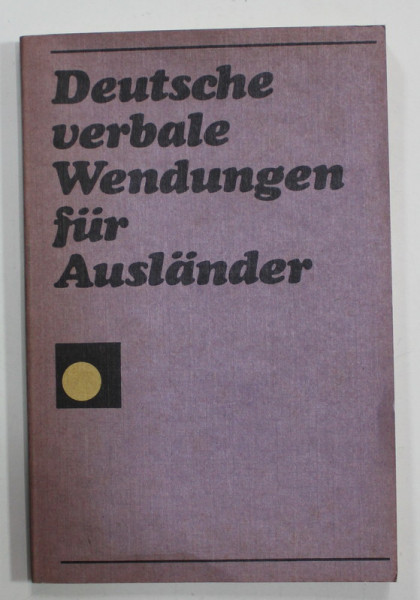 Deutsche
verbale
Wendungen
für
Ausländer